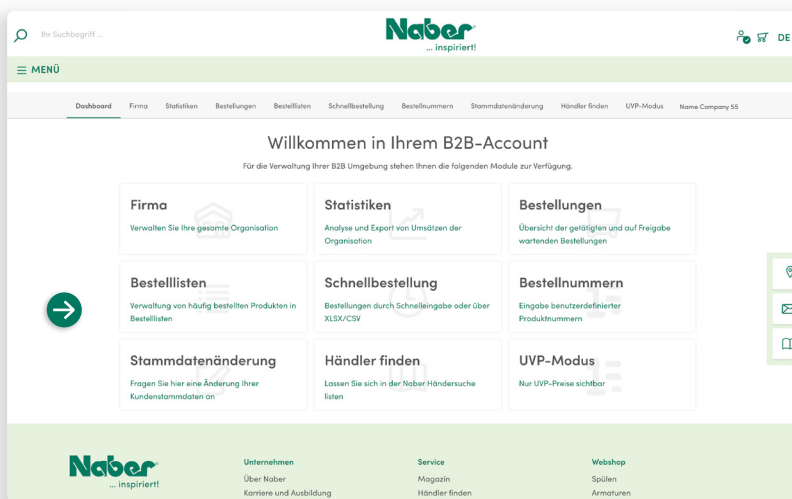 Ihr Suchbegriff ...
Naber
... inspiriert!
DE
MENÜ
Dashboard Firma Statistiken Bestellungen Bestelllisten Schnellbestellung Bestellnummern Stammdatenänderung Händler finden UVP-Modus Name Company 55
Willkommen in Ihrem B2B-Account
Für die Verwaltung Ihrer B2B Umgebung stehen Ihnen die folgenden Module zur Verfügung.
Firma
Verwalten Sie Ihre gesamte Organisation
Statistiken
Analyse und Export von Umsätzen der
Organisation
Bestellungen
Übersicht der getätigten und auf Freigabe
wartenden Bestellungen
Bestelllisten
Verwaltung von häufig bestellten Produkten in
Bestelllisten
Schnellbestellung
Bestellungen durch Schnelleingabe oder über
XLSX/CSV
Bestellnummern
Eingabe benutzerdefinierter
Produktnummern
Stammdatenänderung
Fragen Sie hier eine Änderung Ihrer
Kundenstammdaten an
Händler finden
Lassen Sie sich in der Naber Händersuche
listen
UVP-Modus
Nur UVP-Preise sichtbar
Naber
... inspiriert!
Unternehmen
Über Naber
Karriere und Ausbildung
Service
Magazin
Händler finden
Webshop
Spülen
Armaturen